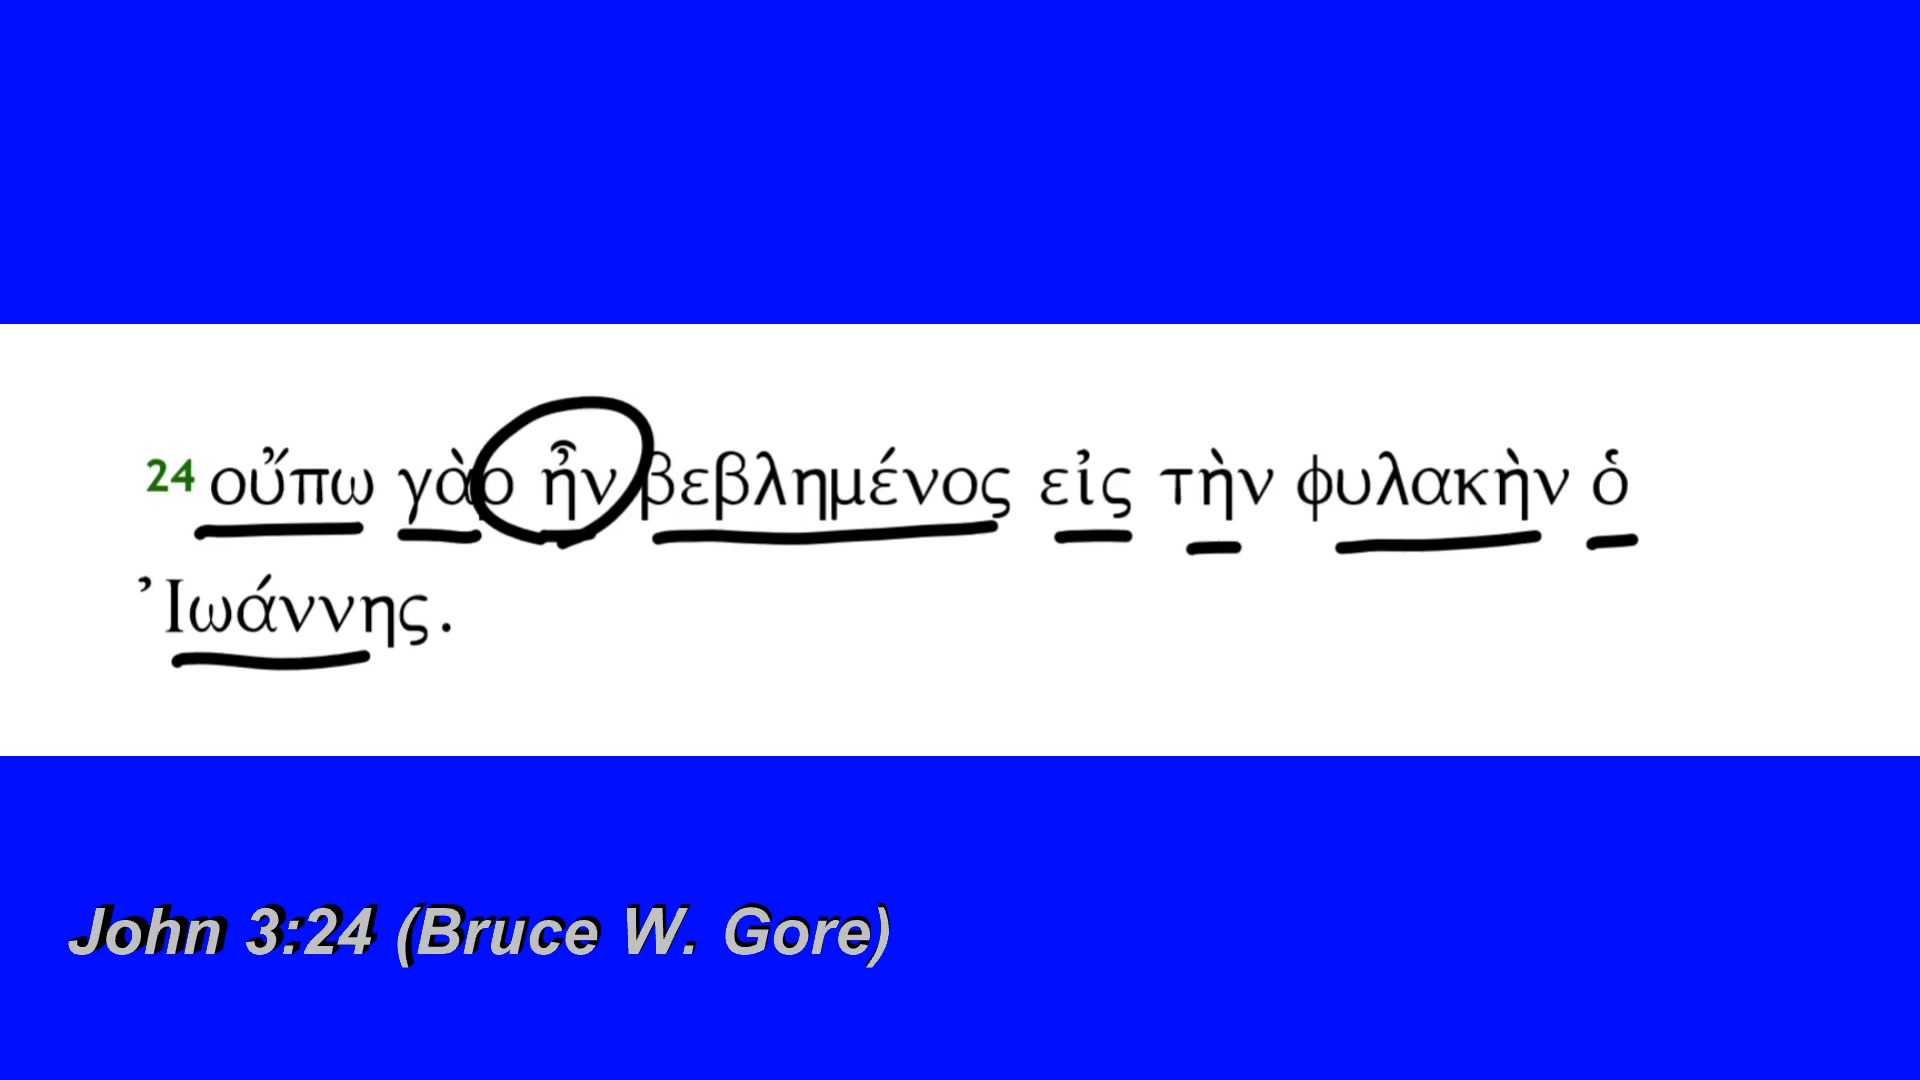 24 οὔπω γὰρ ἦν βεβλημένος εἰς τὴν φυλακὴν ὁ
Ἰωάννης.
John 3:24 (Bruce W. Gore)